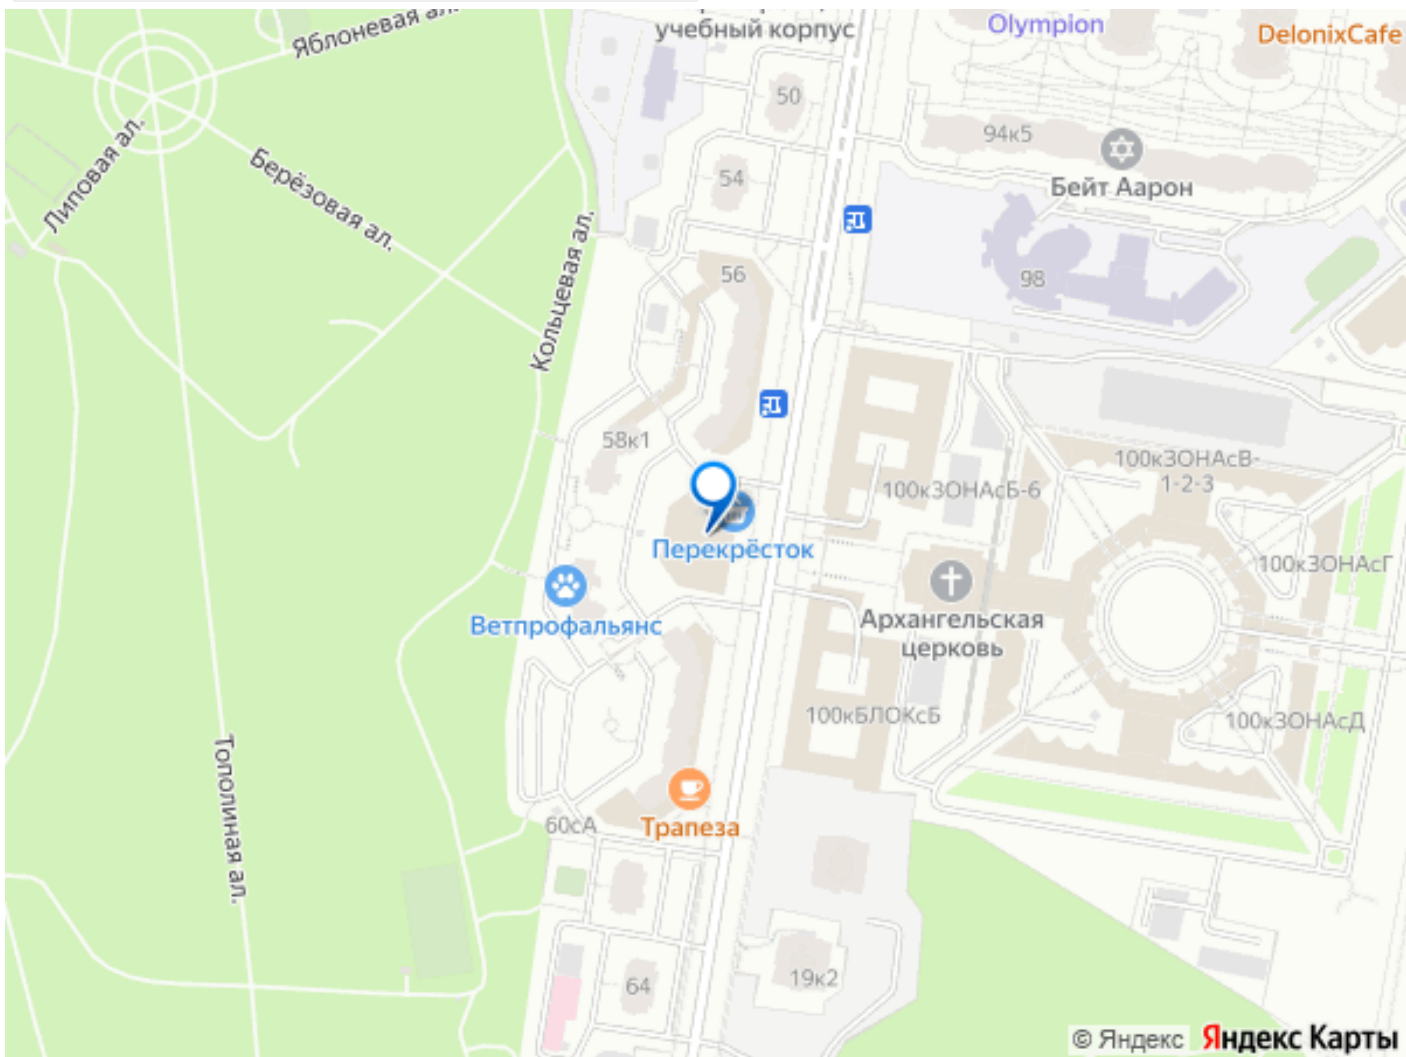 Яблоневая ал.
учебный корпус
Olympion
DelonixCafe
50
94к5
Липовая ал.
Берёзовая ал.
54
Бейт Аарон
Кольцевая ал.
56
98
58к1
100кЗОНАсВ-
1-2-3
100кЗОНАсБ-6
Перекрёсток
100кЗОНАсГ
Ветпрофальянс
Архангельская
церковь
100кБЛОКсБ
100кЗОНАсД
Тополиная ал.
60сА
Трапеза
64
19к2
© Яндекс Яндекс Карты